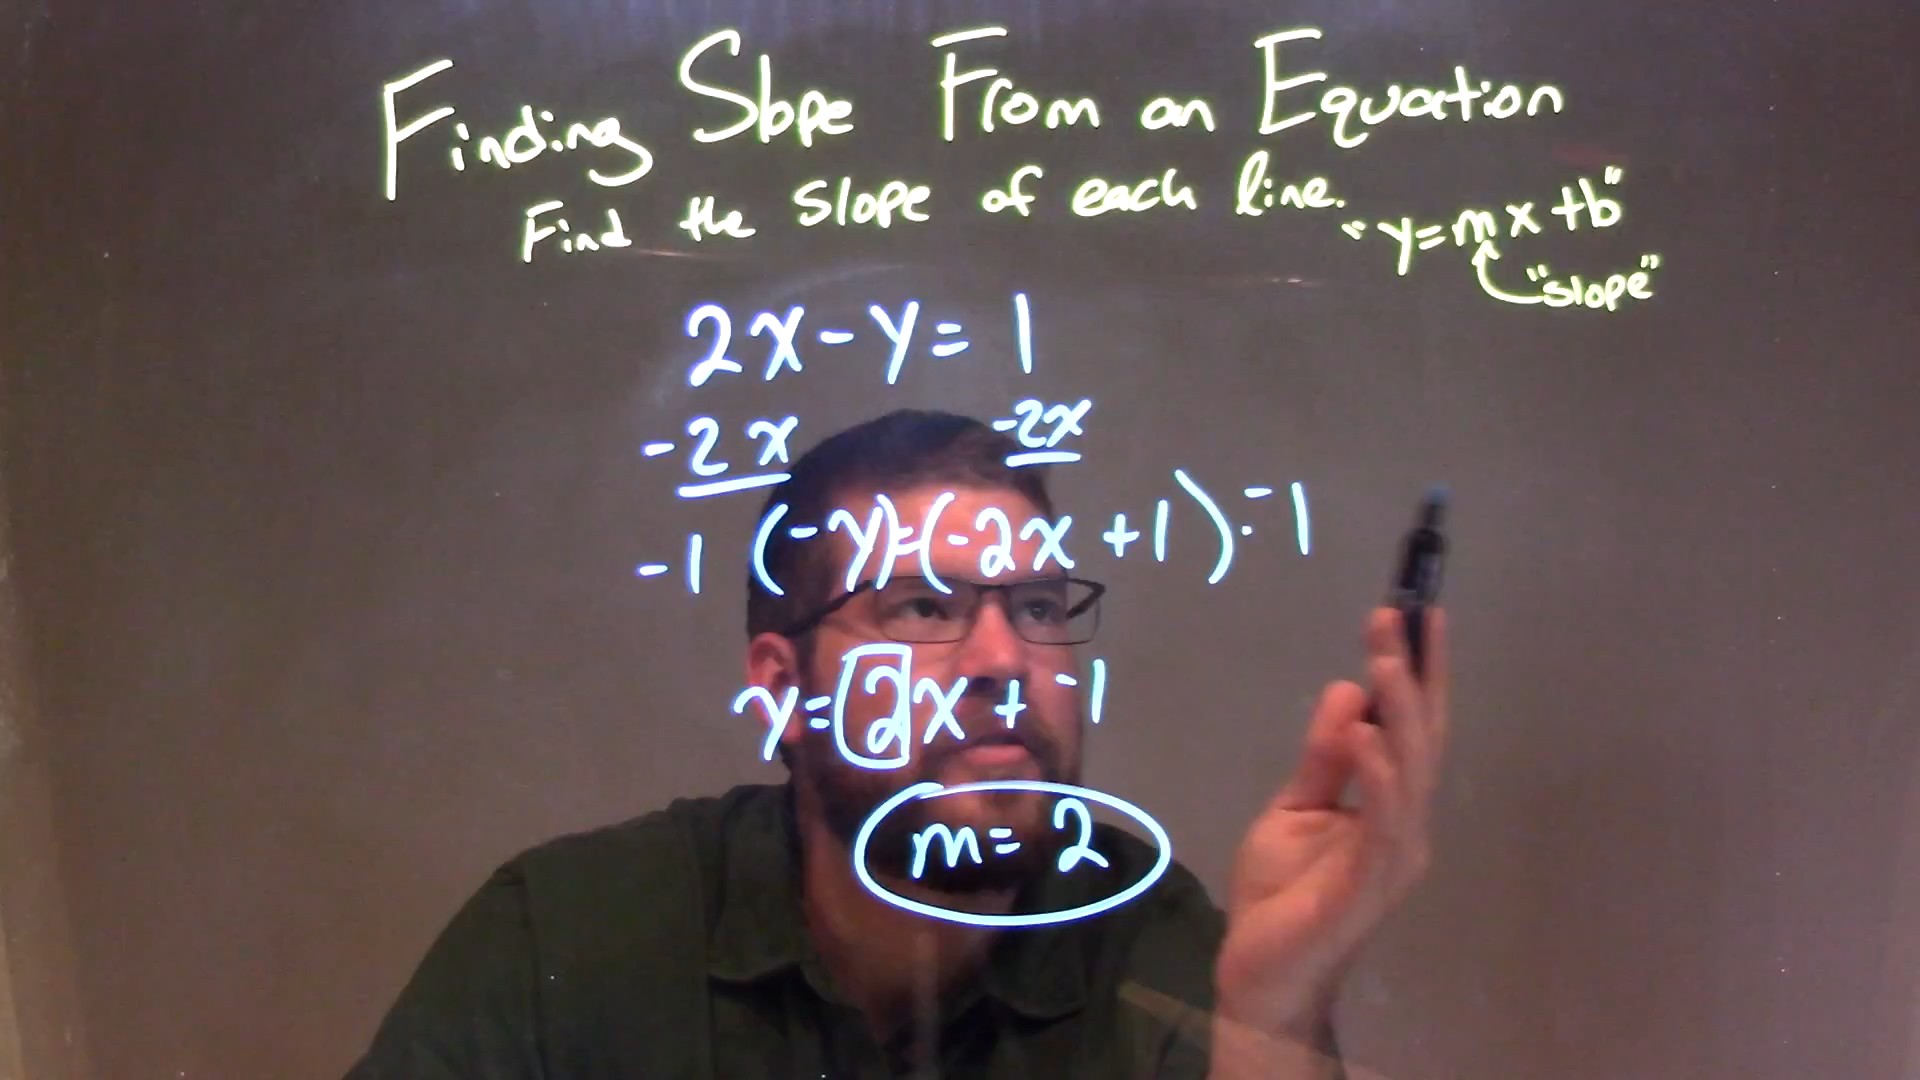 Finding Slope From an Equation
Find the slope of each line.
"y=mx+b"
"slope"
2x-y=1
-2x -2x
-1(-y)=(-2x+1)·-1
y=2x+-1
m=2